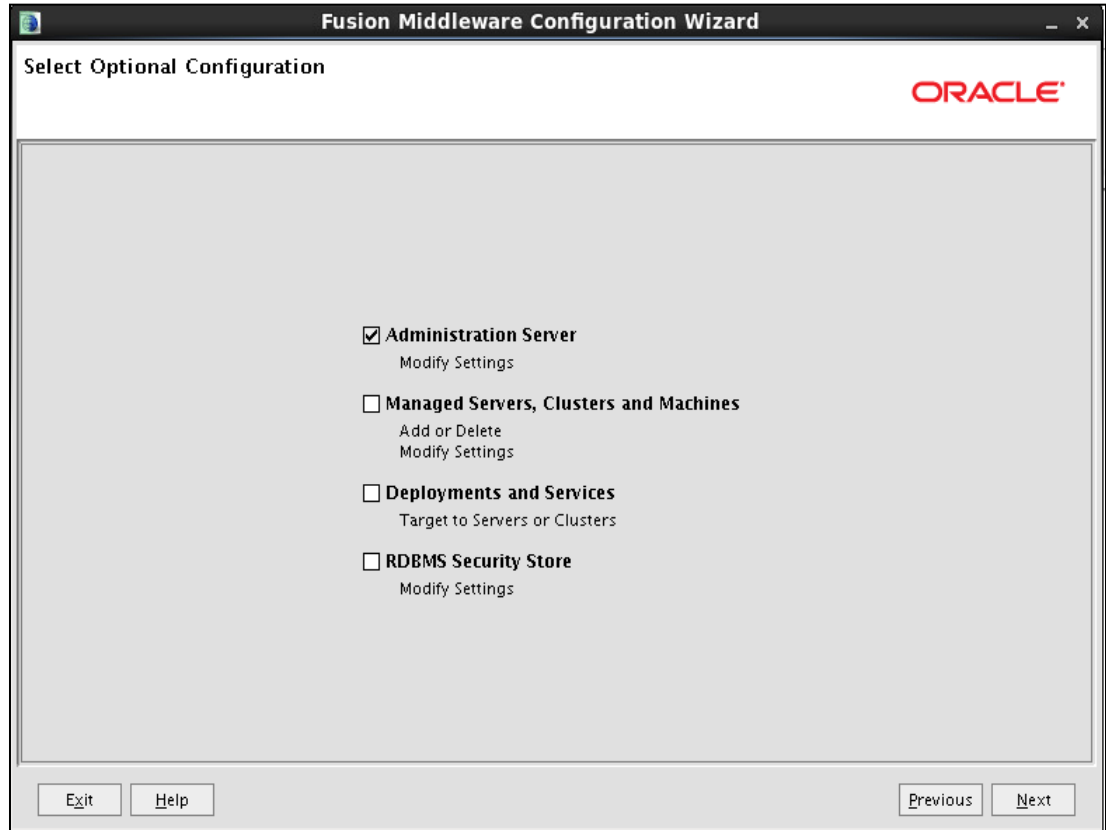 Fusion Middleware Configuration Wizard
Select Optional Configuration
ORACLE
Administration Server
Modify Settings
Managed Servers, Clusters and Machines
Add or Delete
Modify Settings
Deployments and Services
Target to Servers or Clusters
RDBMS Security Store
Modify Settings
Exit Help Previous Next